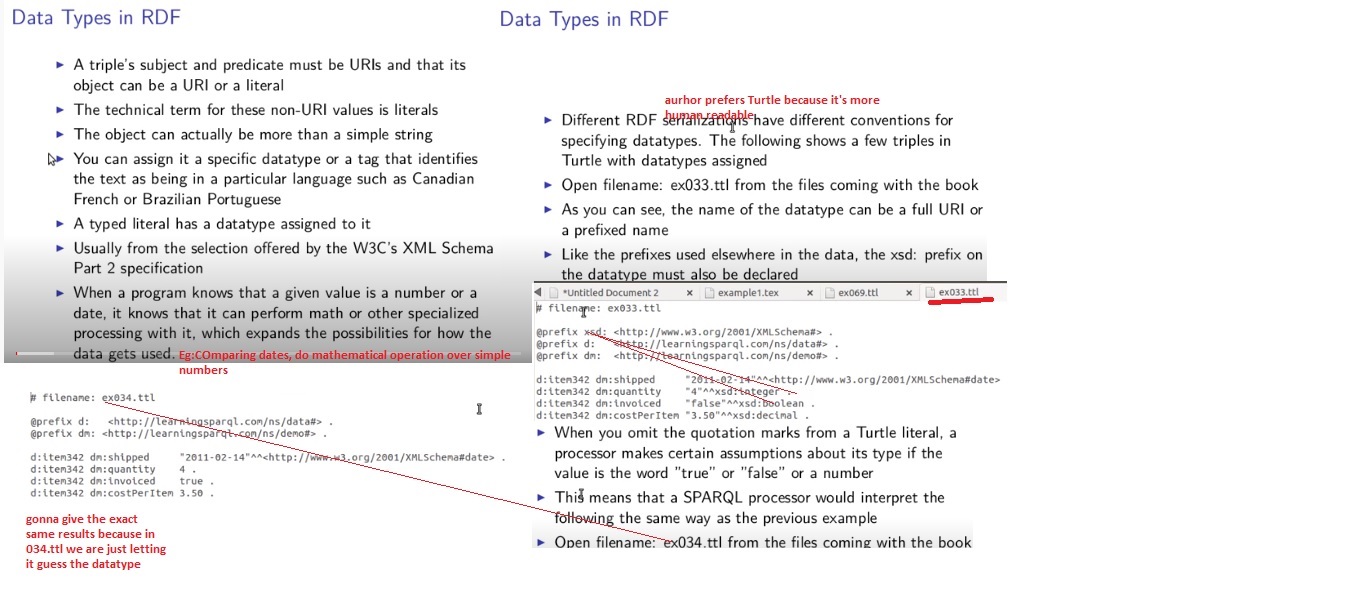 Data Types in RDF
► A triple's subject and predicate must be URIs and that its
object can be a URI or a literal
► The technical term for these non-URI values is literals
► The object can actually be more than a simple string
► You can assign it a specific datatype or a tag that identifies
the text as being in a particular language such as Canadian
French or Brazilian Portuguese
► A typed literal has a datatype assigned to it
► Usually from the selection offered by the W3C's XML Schema
Part 2 specification
► When a program knows that a given value is a number or a
date, it knows that it can perform math or other specialized
processing with it, which expands the possibilities for how the
data gets used.
Eg:COmparing dates, do mathematical operation over simple
numbers
# filename: ex034.ttl
@prefix d: <http://learningsparql.com/ns/data#> .
@prefix dm: <http://learningsparql.com/ns/demo#> .
d:item342 dm:shipped "2011-02-14"^^<http://www.w3.org/2001/XMLSchema#date> .
d:item342 dm:quantity 4 .
d:item342 dm:invoiced true .
d:item342 dm:costPerItem 3.50 .
gonna give the exact
same results because in
034.ttl we are just letting
it guess the datatype
Data Types in RDF
aurhor prefers Turtle because it's more
human readable
► Different RDF serializations have different conventions for
specifying datatypes. The following shows a few triples in
Turtle with datatypes assigned
► Open filename: ex033.ttl from the files coming with the book
► As you can see, the name of the datatype can be a full URI or
a prefixed name
► Like the prefixes used elsewhere in the data, the xsd: prefix on
the datatype must also be declared
*Untitled Document 2 × example1.tex × ex069.ttl × ex033.ttl
# filename: ex033.ttl
@prefix xsd: <http://www.w3.org/2001/XMLSchema#> .
@prefix d: <http://learningsparql.com/ns/data#> .
@prefix dm: <http://learningsparql.com/ns/demo#> .
d:item342 dm:shipped "2011-02-14"^^<http://www.w3.org/2001/XMLSchema#date>
d:item342 dm:quantity "4"^^xsd:integer .
d:item342 dm:invoiced "false"^^xsd:boolean .
d:item342 dm:costPerItem "3.50"^^xsd:decimal .
► When you omit the quotation marks from a Turtle literal, a
processor makes certain assumptions about its type if the
value is the word "true" or "false" or a number
► This means that a SPARQL processor would interpret the
following the same way as the previous example
► Open filename: ex034.ttl from the files coming with the book